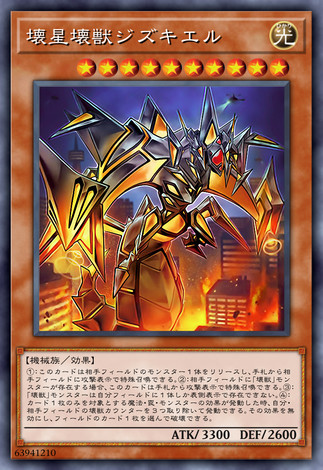 壊星壊獣ジズキエル
光
【機械族/効果】
①:このカードは相手フィールドのモンスター1体をリリースし、手札から相
手フィールドに攻撃表示で特殊召喚できる。②:相手フィールドに「壊獣」モン
スターが存在する場合、このカードは手札から攻撃表示で特殊召喚できる。③:
「壊獣」モンスターは自分フィールドに1体しか表側表示で存在できない。④:
カード1枚のみを対象とする魔法・罠・モンスターの効果が発動した時、自分・
相手フィールドの壊獣カウンターを3つ取り除いて発動できる。その効果を無効
にし、フィールドのカード1枚を選んで破壊できる。
ATK/ 3300 DEF/2600
63941210